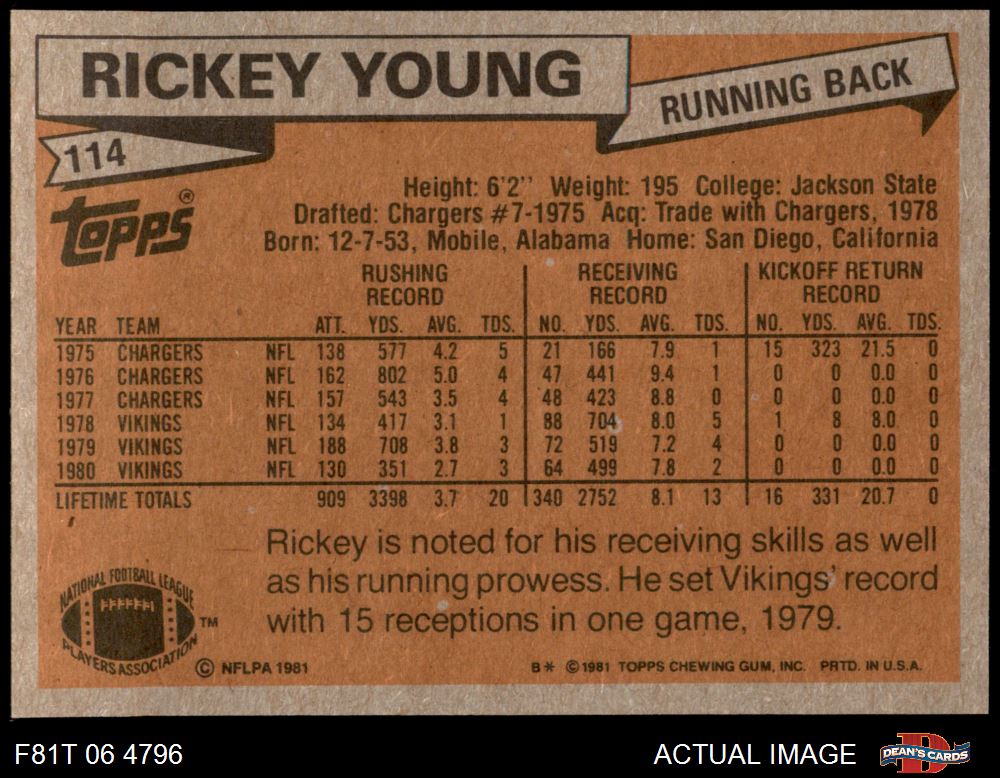 RICKEY YOUNG
RUNNING BACK
114
TOPPS®
Height: 6'2" Weight: 195 College: Jackson State
Drafted: Chargers #7-1975 Acq: Trade with Chargers, 1978
Born: 12-7-53, Mobile, Alabama Home: San Diego, California
RUSHING RECORD RECEIVING RECORD KICKOFF RETURN RECORD
YEAR TEAM ATT. YDS. AVG. TDS. NO. YDS. AVG. TDS. NO. YDS. AVG. TDS.
1975 CHARGERS NFL 138 577 4.2 5 21 166 7.9 1 15 323 21.5 0
1976 CHARGERS NFL 162 802 5.0 4 47 441 9.4 1 0 0 0.0 0
1977 CHARGERS NFL 157 543 3.5 4 48 423 8.8 0 0 0 0.0 0
1978 VIKINGS NFL 134 417 3.1 1 88 704 8.0 5 1 8 8.0 0
1979 VIKINGS NFL 188 708 3.8 3 72 519 7.2 4 0 0 0.0 0
1980 VIKINGS NFL 130 351 2.7 3 64 499 7.8 2 0 0 0.0 0
LIFETIME TOTALS 909 3398 3.7 20 340 2752 8.1 13 16 331 20.7 0
Rickey is noted for his receiving skills as well
as his running prowess. He set Vikings' record
with 15 receptions in one game, 1979.
NATIONAL FOOTBALL LEAGUE
PLAYERS ASSOCIATION
TM
© NFLPA 1981
B* © 1981 TOPPS CHEWING GUM, INC. PRTD. IN U.S.A.
F81T 06 4796
ACTUAL IMAGE
DEAN'S CARDS